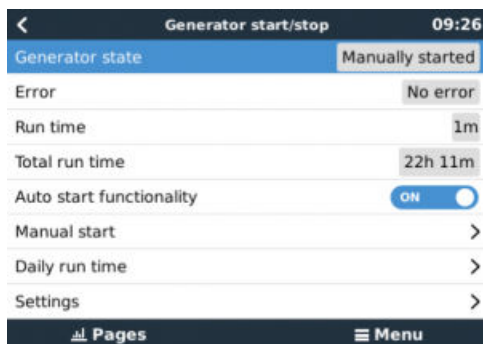 Generator start/stop 09:26
Generator state Manually started
Error No error
Run time 1m
Total run time 22h 11m
Auto start functionality ON
Manual start
Daily run time
Settings
Pages Menu